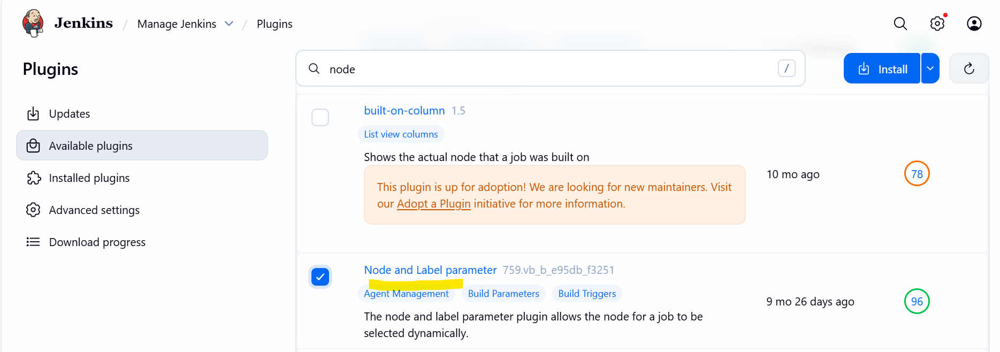 Jenkins / Manage Jenkins / Plugins
Plugins
Updates
Available plugins
Installed plugins
Advanced settings
Download progress
node /
Install
built-on-column 1.5
List view columns
Shows the actual node that a job was built on
This plugin is up for adoption! We are looking for new maintainers. Visit
our Adopt a Plugin initiative for more information.
10 mo ago
78
Node and Label parameter 759.vb_b_e95db_f3251
Agent Management Build Parameters Build Triggers
The node and label parameter plugin allows the node for a job to be
selected dynamically.
9 mo 26 days ago
96